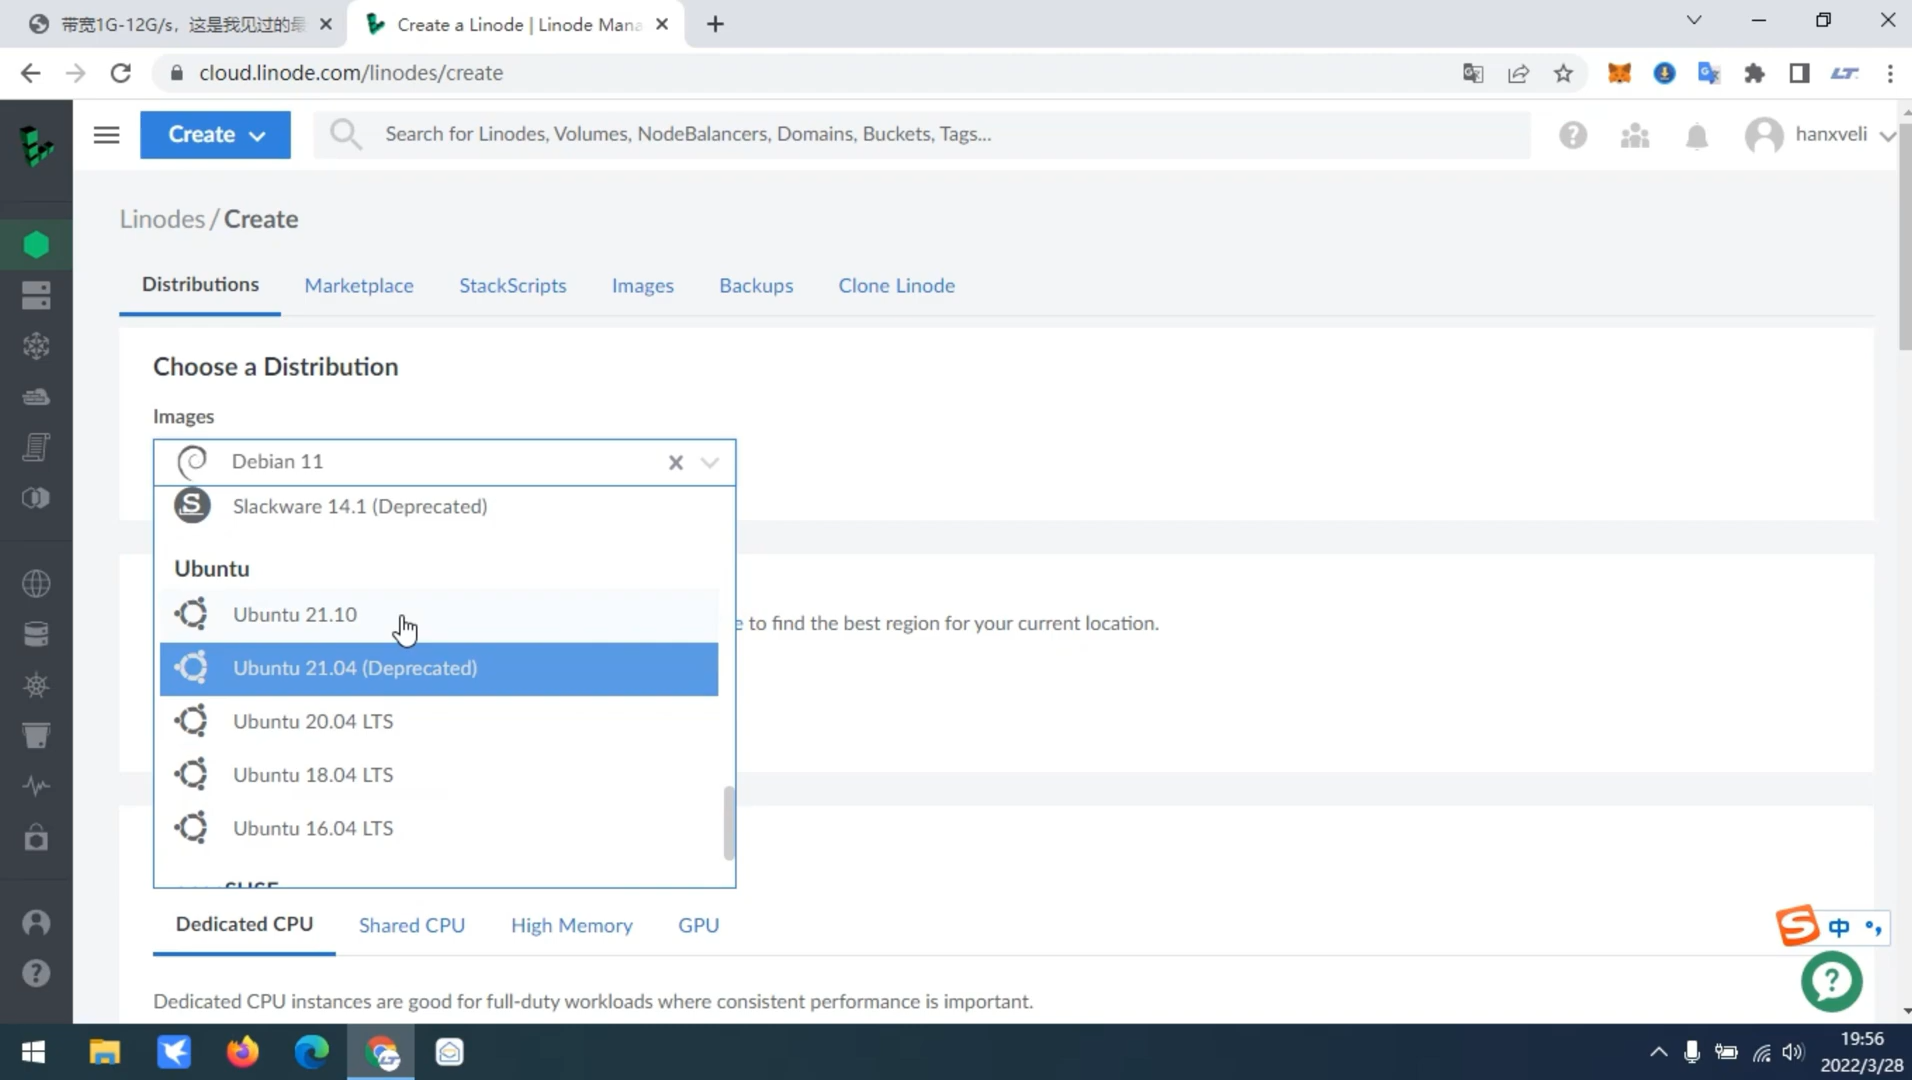 带宽1G-12G/s，这是我见过的最
Create a Linode | Linode Mana
cloud.linode.com/linodes/create
Create
Search for Linodes, Volumes, NodeBalancers, Domains, Buckets, Tags...
hanxveli
Linodes / Create
Distributions
Marketplace
StackScripts
Images
Backups
Clone Linode
Choose a Distribution
Images
Debian 11
Slackware 14.1 (Deprecated)
Ubuntu
Ubuntu 21.10
e to find the best region for your current location.
Ubuntu 21.04 (Deprecated)
Ubuntu 20.04 LTS
Ubuntu 18.04 LTS
Ubuntu 16.04 LTS
Dedicated CPU
Shared CPU
High Memory
GPU
中
Dedicated CPU instances are good for full-duty workloads where consistent performance is important.
19:56
2022/3/28